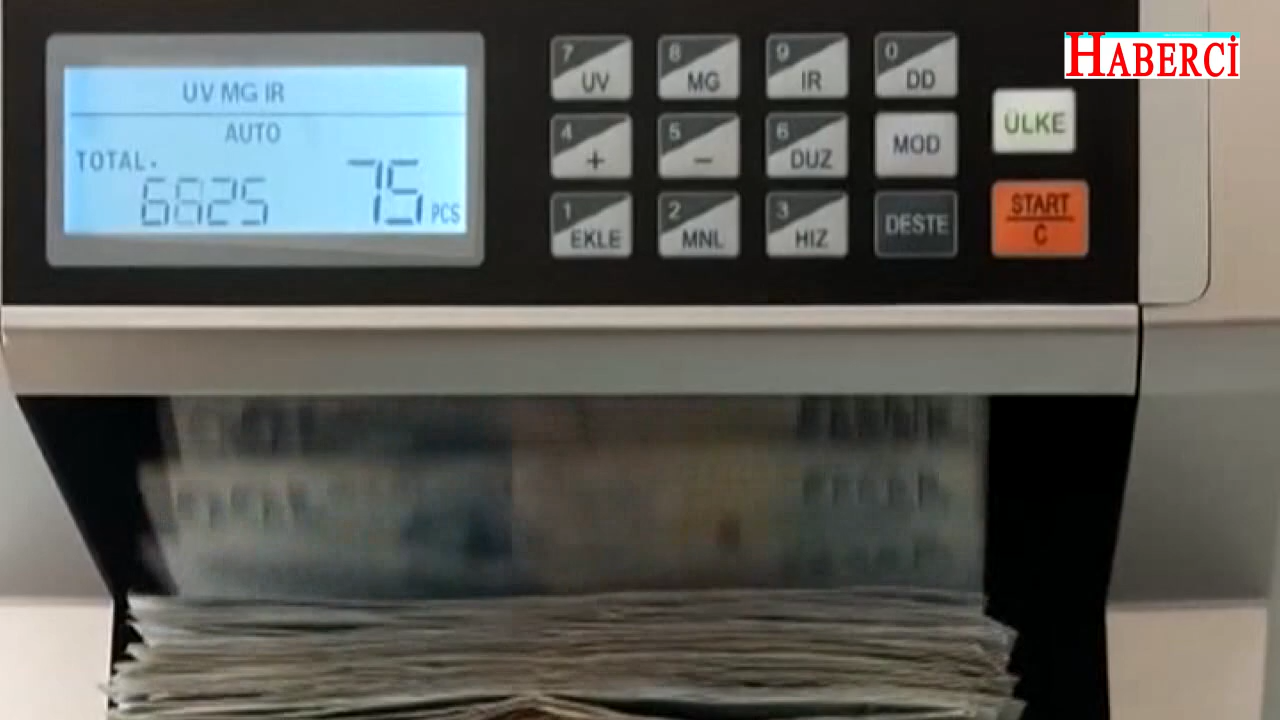 HABERCİ
UV MG IR
AUTO
TOTAL.
6825 75 PCS
7 UV 8 MG 9 IR 0 DD
ÜLKE
4 + 5 − 6 DUZ MOD
1 EKLE 2 MNL 3 HIZ DESTE
START
C